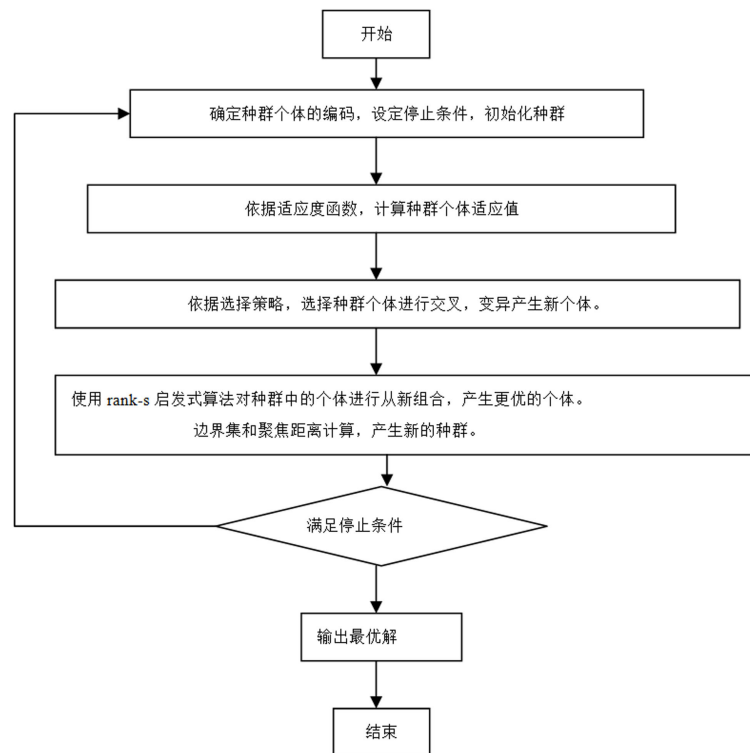 开始
确定种群个体的编码，设定停止条件，初始化种群
依据适应度函数，计算种群个体适应值
依据选择策略，选择种群个体进行交叉，变异产生新个体。
使用 rank-s 启发式算法对种群中的个体进行从新组合，产生更优的个体。
边界集和聚焦距离计算，产生新的种群。
满足停止条件
输出最优解
结束